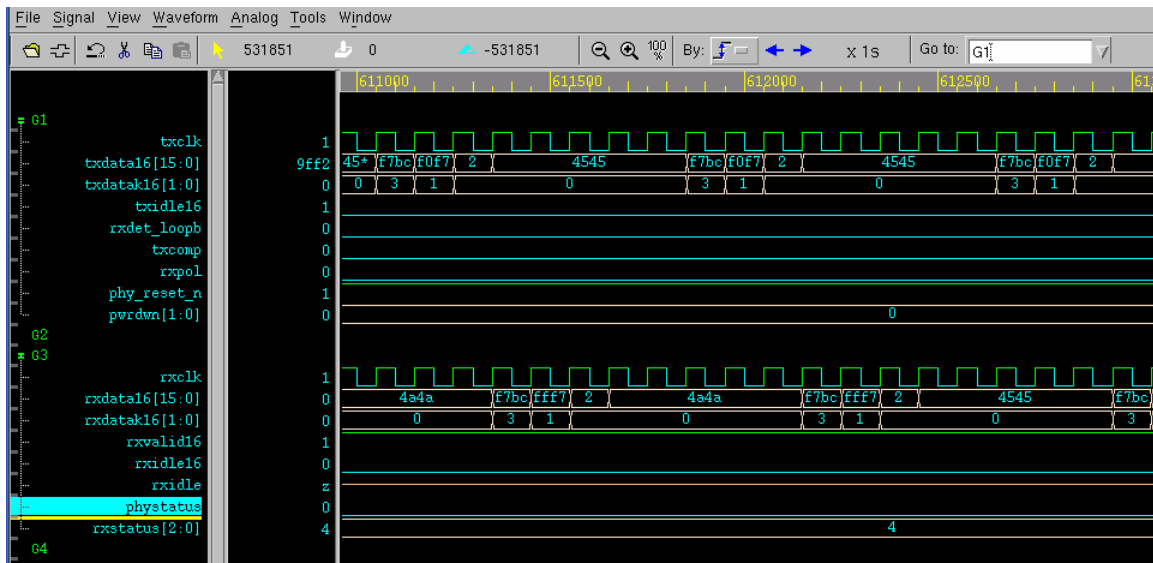 File Signal View Waveform Analog Tools Window
531851 0 -531851 100 % By: x 1s Go to: G1
611000 611500 612000 612500 61
G1
txclk 1
txdata16[15:0] 9ff2 45* f7bc f0f7 2 4545 f7bc f0f7 2 4545 f7bc f0f7 2
txdatak16[1:0] 0 0 3 1 0 3 1 0 3 1
txidle16 1
rxdet_loopb 0
txcomp 0
rxpol 0
phy_reset_n 1
pwrdwn[1:0] 0 0
G2
G3
rxclk 1
rxdata16[15:0] 0 4a4a f7bc fff7 2 4a4a f7bc fff7 2 4545 f7bc
rxdatak16[1:0] 0 0 3 1 0 3 1 0 3
rxvalid16 1
rxidle16 0
rxidle z
phystatus 0
rxstatus[2:0] 4 4
G4